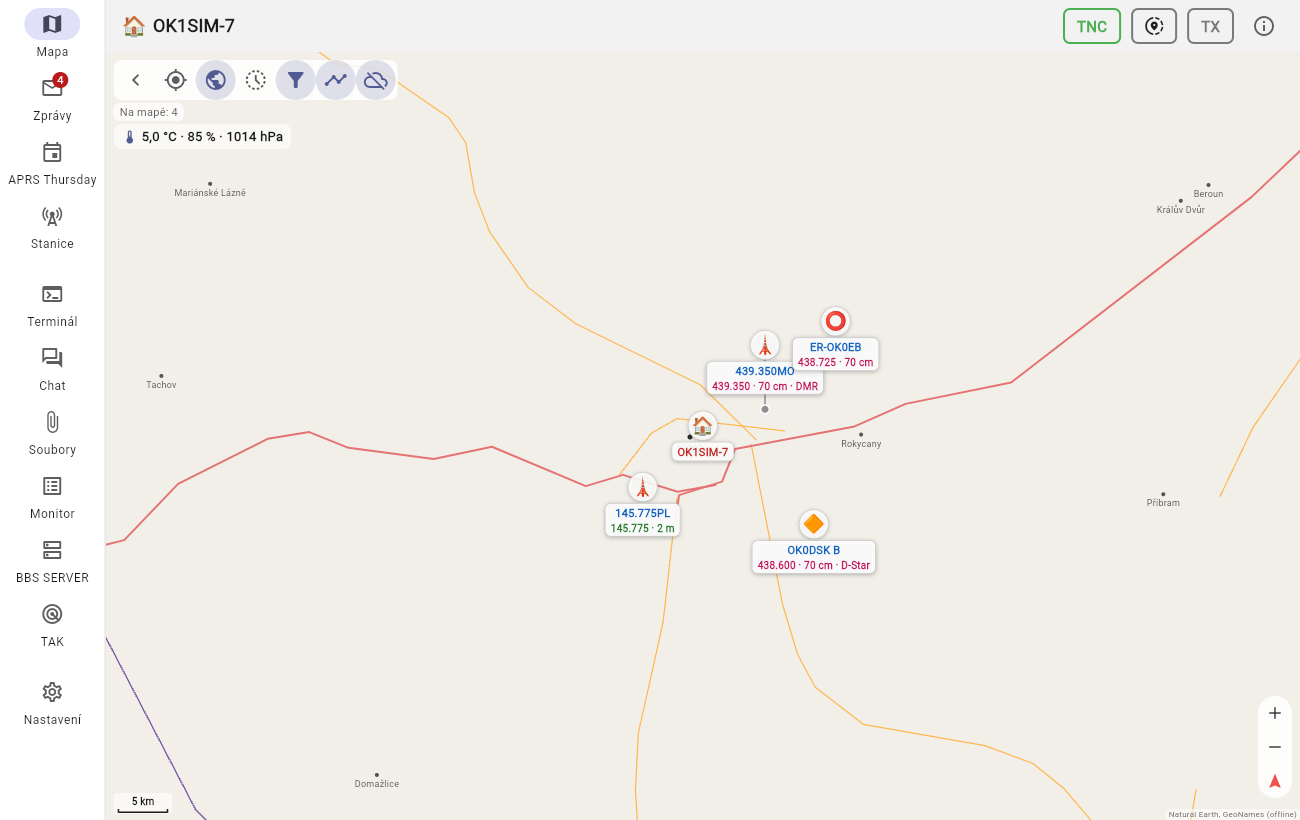 OK1SIM-7
TNC
TX
Mapa
4
Zprávy
APRS Thursday
Stanice
Terminál
Chat
Soubory
Monitor
BBS SERVER
TAK
Nastavení
Na mapě: 4
5,0 °C · 85 % · 1014 hPa
Mariánské Lázně
Beroun
Králův Dvůr
ER-OK0EB
438.725 · 70 cm
439.350MO
439.350 · 70 cm · DMR
Tachov
OK1SIM-7
Rokycany
145.775PL
145.775 · 2 m
Příbram
OK0DSK B
438.600 · 70 cm · D-Star
Domažlice
5 km
Natural Earth, GeoNames (offline)